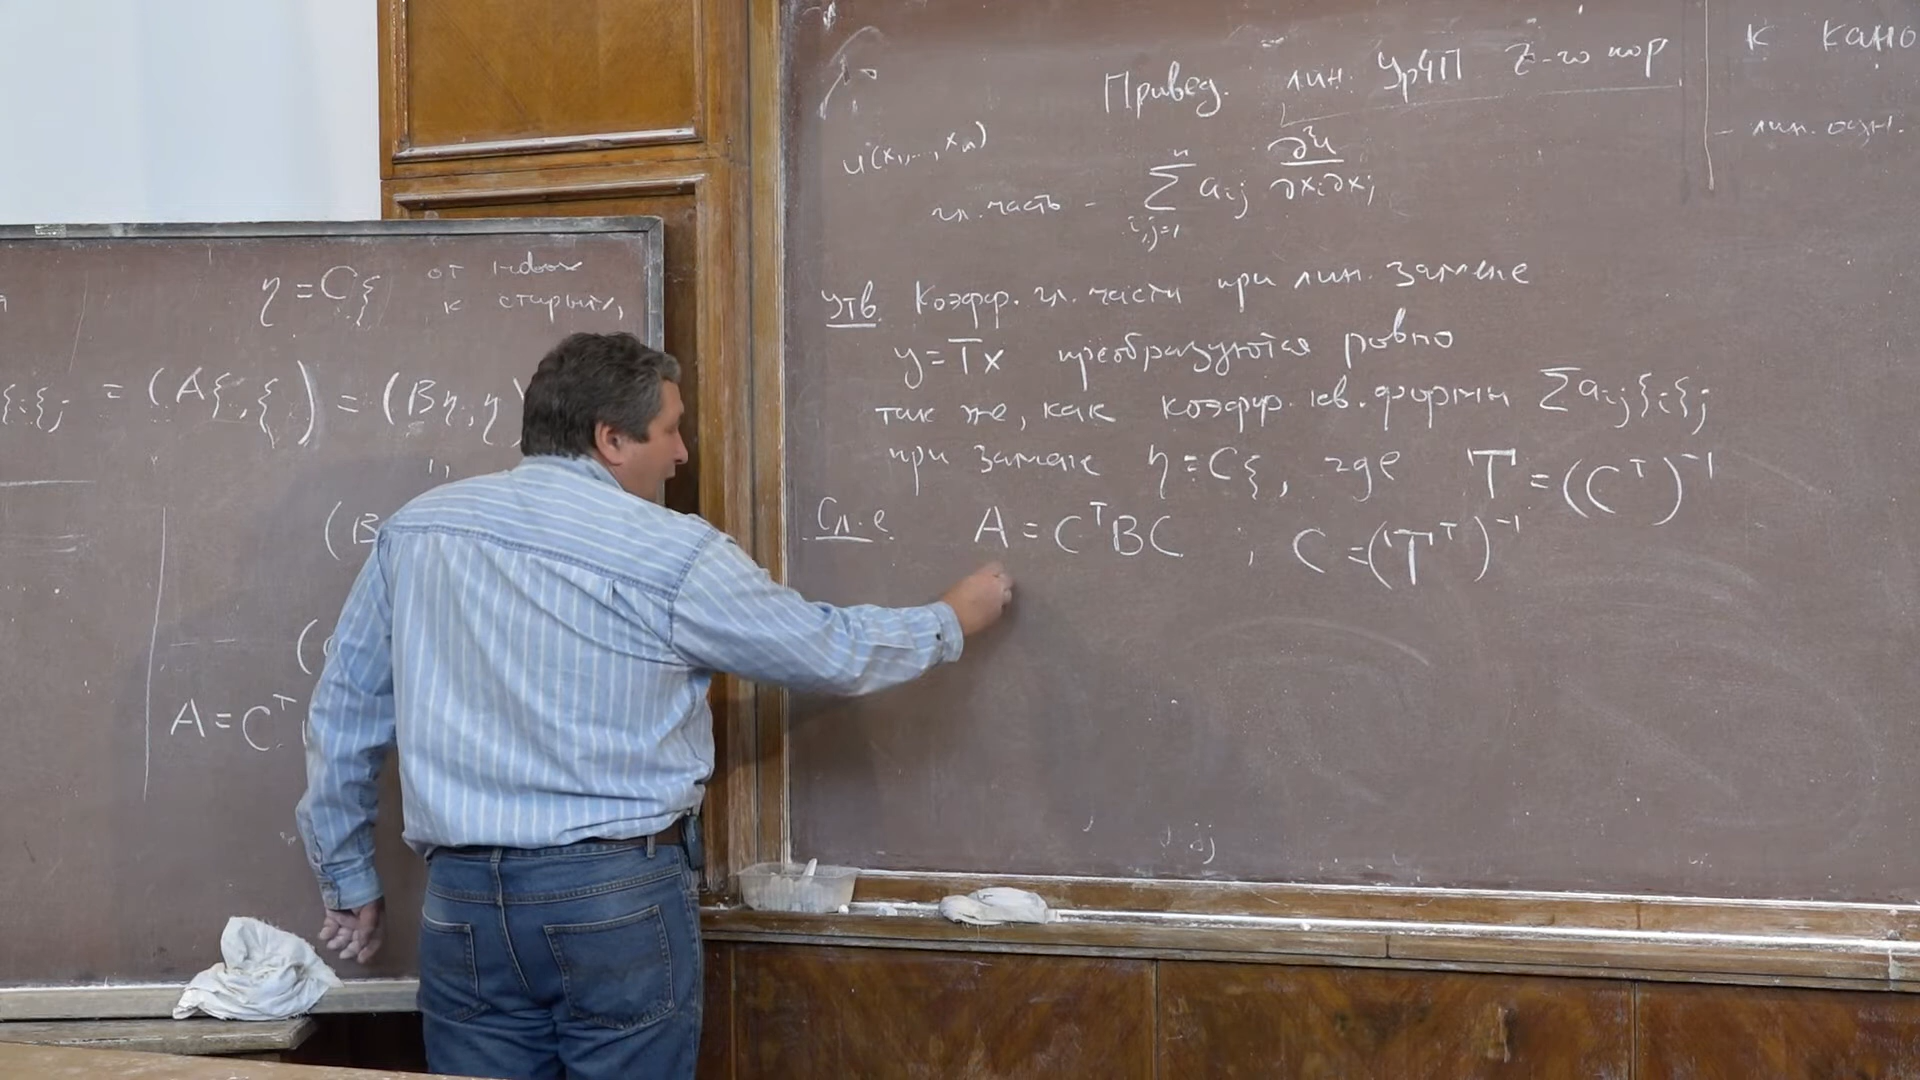 η = Cξ от новых
к старым,
ξiξj = (Aξ, ξ) = (Bη, η)
(B
(
A = Cᵀ
Привед. лин. УрЧП 2-го пор
к кано
- лин. одн.
u(x₁, ..., xₙ)
гл. часть - ∑ⁿᵢ,ⱼ₌₁ aᵢⱼ ∂²u/∂xᵢ∂xⱼ
Утв. Коэфф. гл. части при лин. замене
y = Tx преобразуются ровно
так же, как коэфф. кв. формы ∑aᵢⱼξᵢξⱼ
при замене η = Cξ, где T = (Cᵀ)⁻¹
Сл-е A = CᵀBC ; C = (Tᵀ)⁻¹